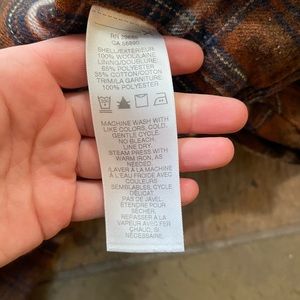 RN 
CA 
SHELL/EXTERIEUR
100% WOOL/LAINE
LINING/DOUBLURE
65% POLYESTER
35% COTTON/COTON
TRIM/LA GARNITURE
100% POLYESTER
MACHINE WASH WITH
LIKE COLORS, COLD,
GENTLE CYCLE.
NO BLEACH.
LINE DRY.
STEAM PRESS WITH
WARM IRON, AS
NEEDED.
/LAVER À LA MACHINE
À L'EAU FROIDE AVEC
COULEURS
SEMBLABLES, CYCLE
DÉLICAT.
PAS DE JAVEL.
ÉTENDRE POUR
SÉCHER.
REPASSER À LA
VAPEUR AVEC FER
CHAUD, SI
NÉCESSAIRE.